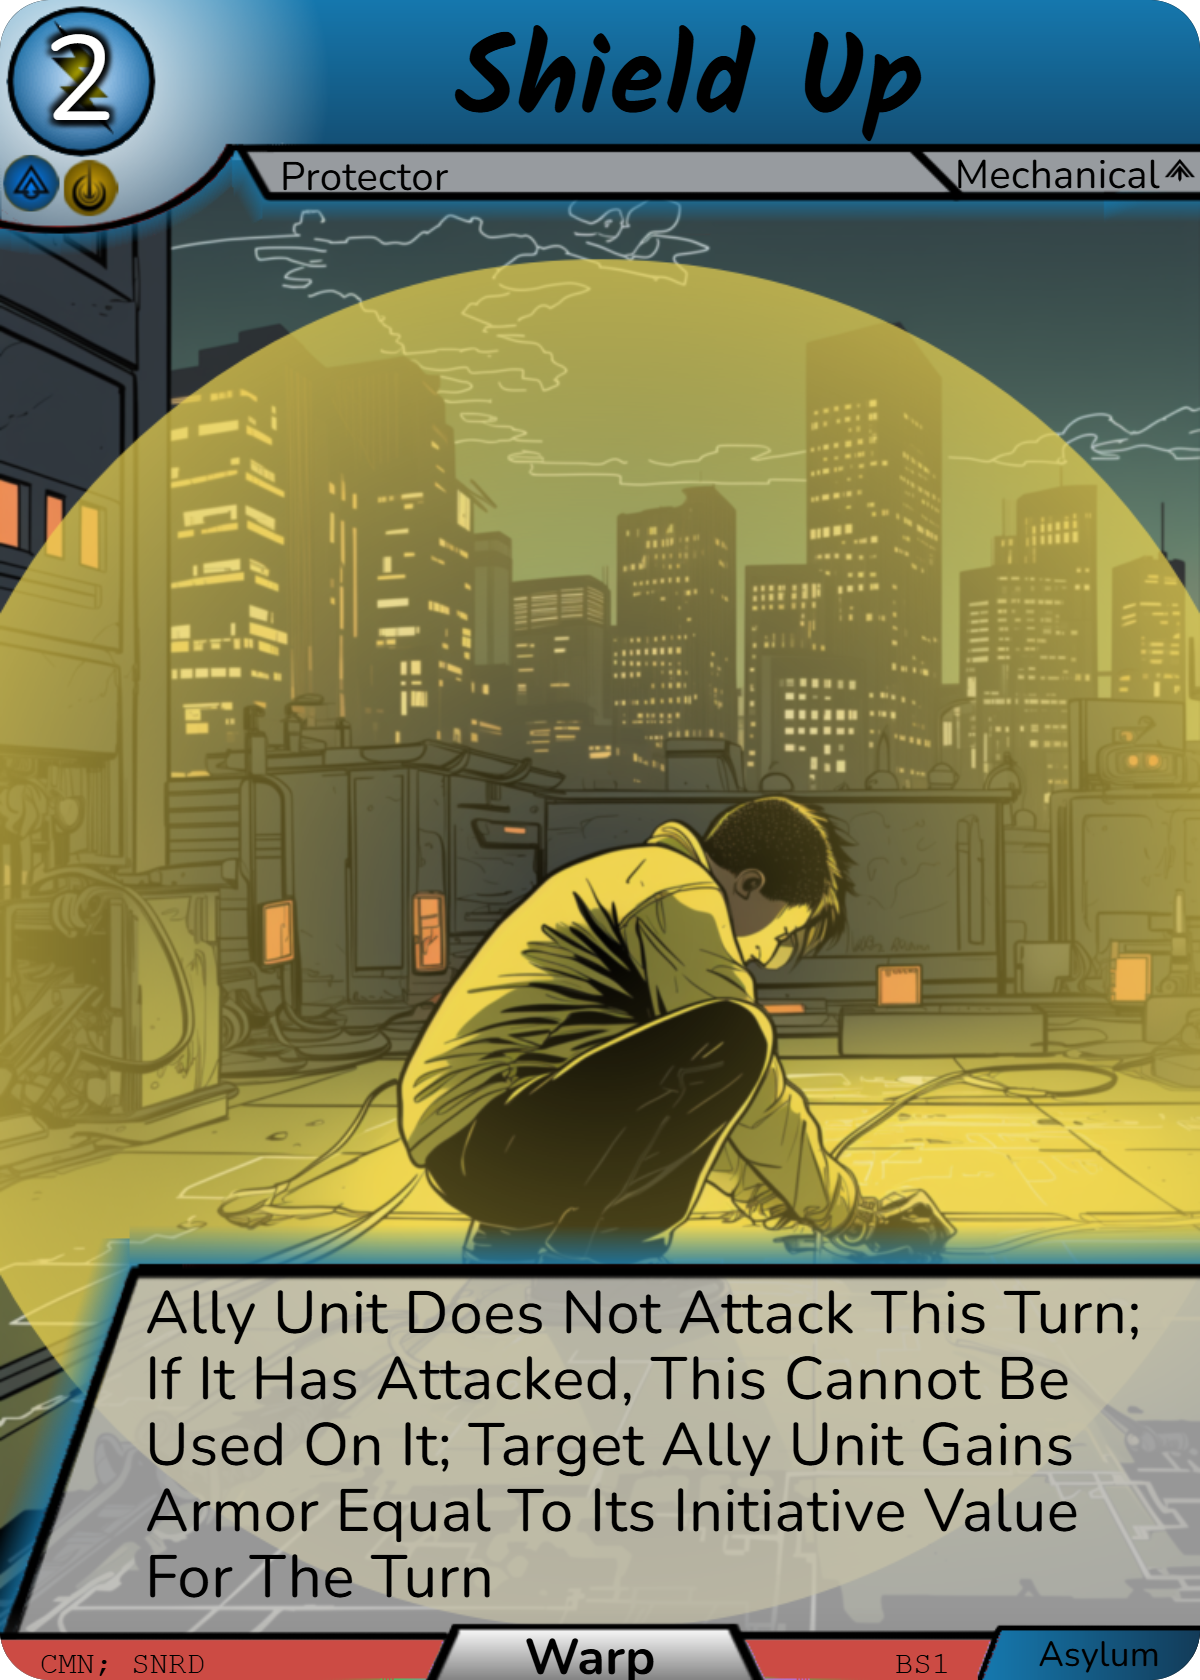 2
Shield Up
Protector
Mechanical
Ally Unit Does Not Attack This Turn;
If It Has Attacked, This Cannot Be
Used On It; Target Ally Unit Gains
Armor Equal To Its Initiative Value
For The Turn
CMN; SNRD
Warp
BS1
Asylum